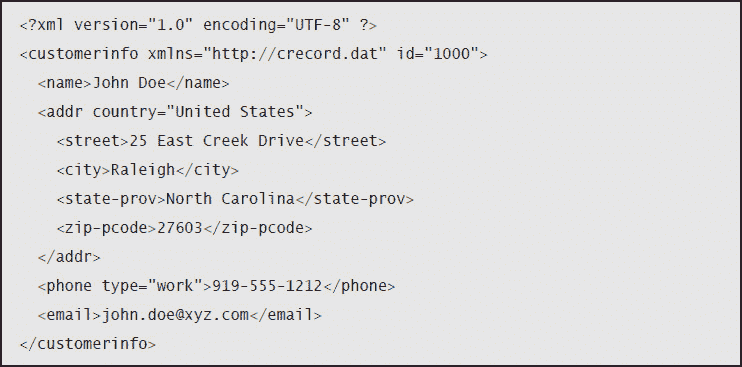 <?xml version="1.0" encoding="UTF-8" ?>
<customerinfo xmlns="http://crecord.dat" id="1000">
<name>John Doe</name>
<addr country="United States">
<street>25 East Creek Drive</street>
<city>Raleigh</city>
<state-prov>North Carolina</state-prov>
<zip-pcode>27603</zip-pcode>
</addr>
<phone type="work">919-555-1212</phone>
<email>john.doe@xyz.com</email>
</customerinfo>